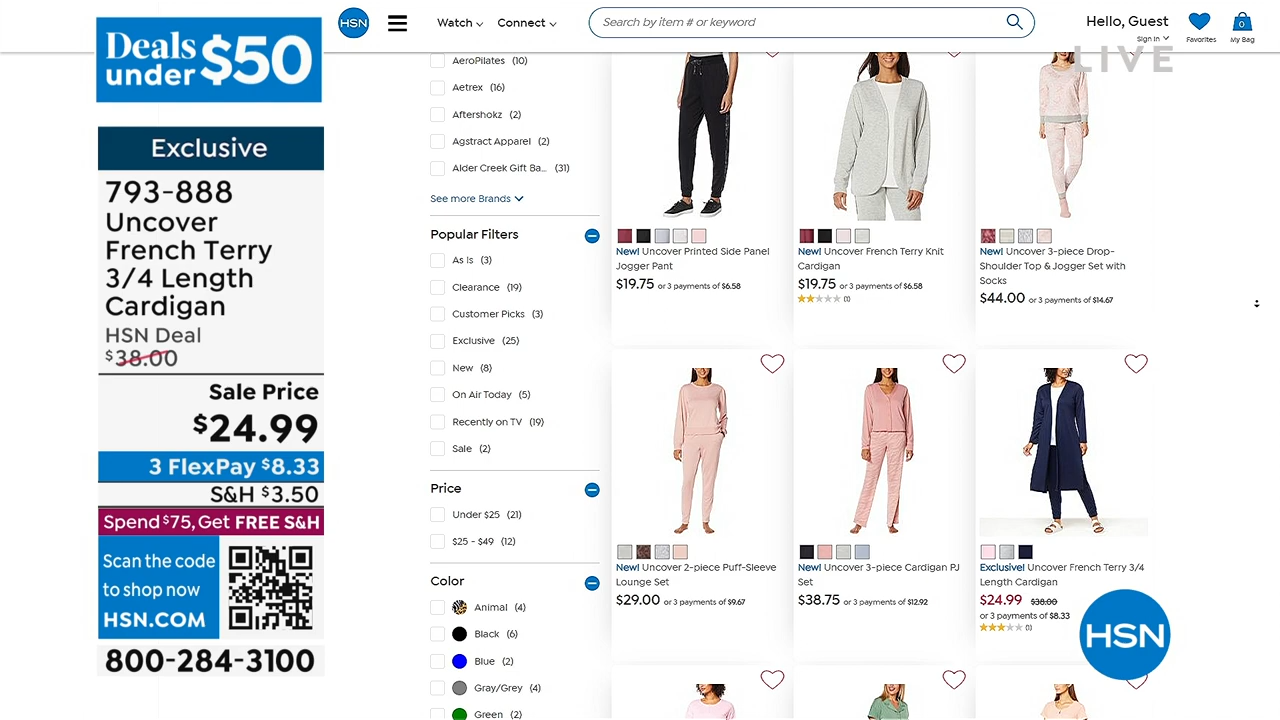 Deals
under $50
Exclusive
793-888
Uncover
French Terry
3/4 Length
Cardigan
HSN Deal
$38.00
Sale Price
$24.99
3 FlexPay $8.33
S&H $3.50
Spend $75, Get FREE S&H
Scan the code
to shop now
HSN.COM
800-284-3100
HSN
Watch
Connect
Search by item # or keyword
Hello, Guest
Sign In
Favorites
0
My Bag
LIVE
AeroPilates (10)
Aetrex (16)
Aftershokz (2)
Agstract Apparel (2)
Alder Creek Gift Ba... (31)
See more Brands
Popular Filters
As Is (3)
Clearance (19)
Customer Picks (3)
Exclusive (25)
New (8)
On Air Today (5)
Recently on TV (19)
Sale (2)
Price
Under $25 (21)
$25 - $49 (12)
Color
Animal (4)
Black (6)
Blue (2)
Gray/Grey (4)
Green (2)
New! Uncover Printed Side Panel
Jogger Pant
$19.75 or 3 payments of $6.58
New! Uncover French Terry Knit
Cardigan
$19.75 or 3 payments of $6.58
(1)
New! Uncover 3-piece Drop-
Shoulder Top & Jogger Set with
Socks
$44.00 or 3 payments of $14.67
New! Uncover 2-piece Puff-Sleeve
Lounge Set
$29.00 or 3 payments of $9.67
New! Uncover 3-piece Cardigan PJ
Set
$38.75 or 3 payments of $12.92
Exclusive! Uncover French Terry 3/4
Length Cardigan
$24.99 $38.00
or 3 payments of $8.33
(1)
HSN